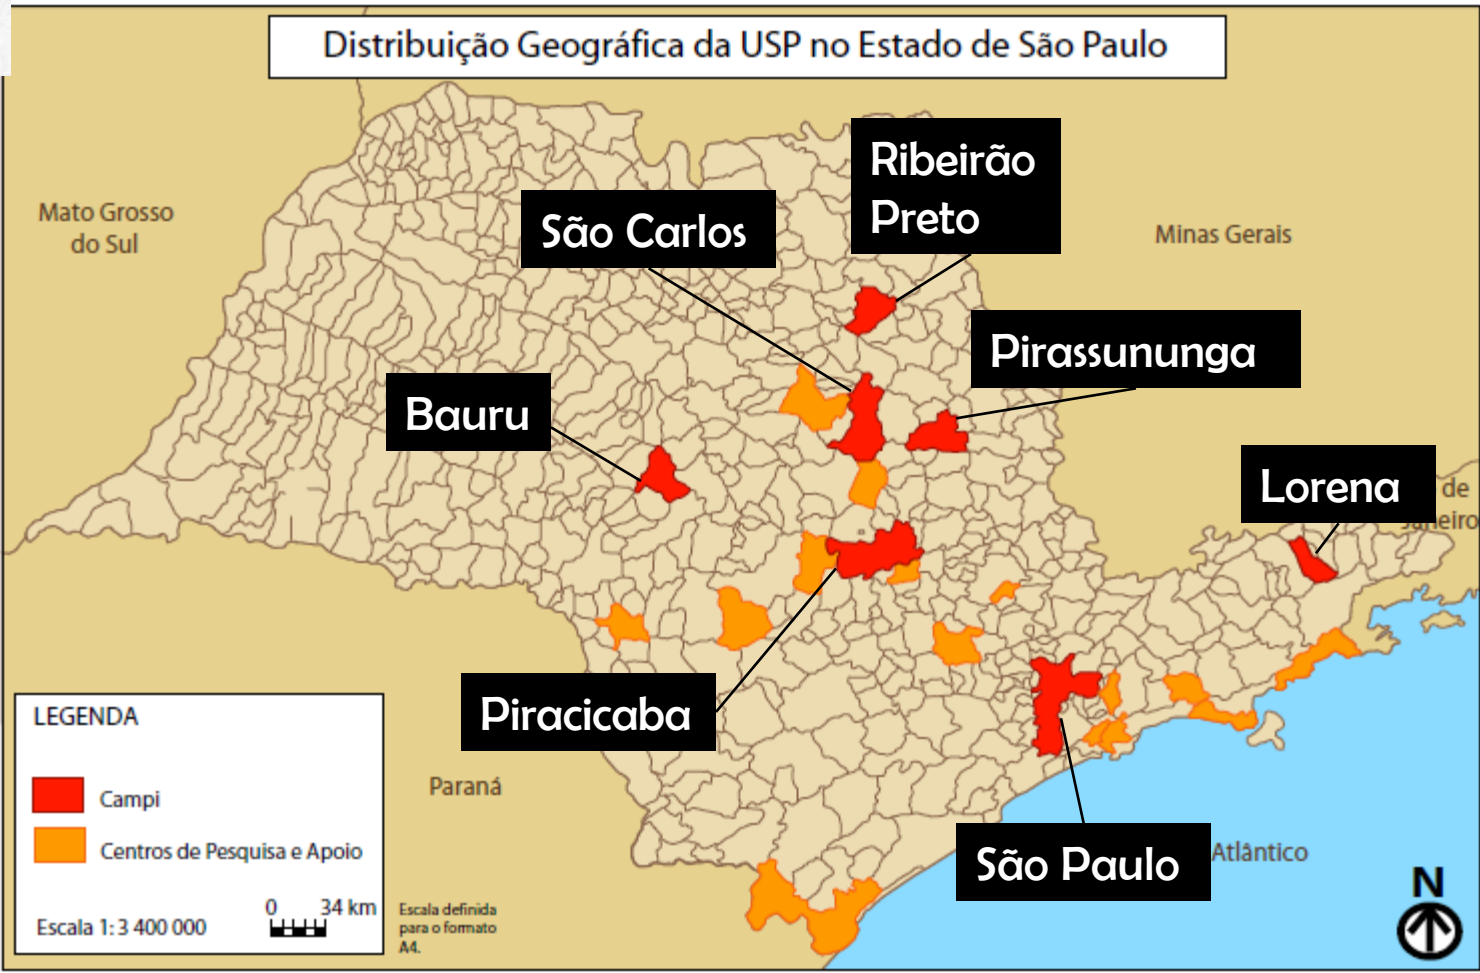 Distribuição Geográfica da USP no Estado de São Paulo
Ribeirão
Preto
Mato Grosso
do Sul
São Carlos
Minas Gerais
Pirassununga
Bauru
Lorena
de
Janeiro
Piracicaba
LEGENDA
Campi
Centros de Pesquisa e Apoio
Escala 1: 3 400 000
0 34 km
Escala definida
para o formato
A4.
Paraná
São Paulo
Atlântico
N